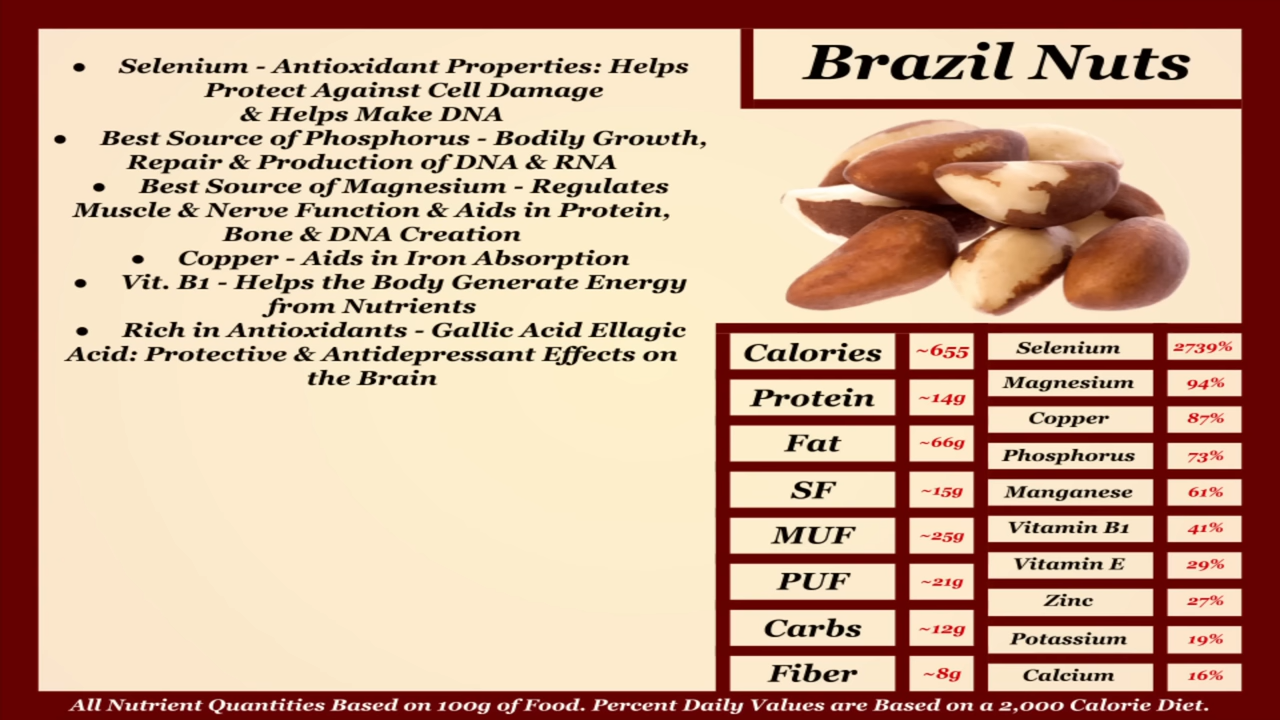 Brazil Nuts
● Selenium - Antioxidant Properties: Helps
Protect Against Cell Damage
& Helps Make DNA
● Best Source of Phosphorus - Bodily Growth,
Repair & Production of DNA & RNA
● Best Source of Magnesium - Regulates
Muscle & Nerve Function & Aids in Protein,
Bone & DNA Creation
● Copper - Aids in Iron Absorption
● Vit. B1 - Helps the Body Generate Energy
from Nutrients
● Rich in Antioxidants - Gallic Acid Ellagic
Acid: Protective & Antidepressant Effects on
the Brain
Calories ~655
Protein ~14g
Fat ~66g
SF ~15g
MUF ~25g
PUF ~21g
Carbs ~12g
Fiber ~8g
Selenium 2739%
Magnesium 94%
Copper 87%
Phosphorus 73%
Manganese 61%
Vitamin B1 41%
Vitamin E 29%
Zinc 27%
Potassium 19%
Calcium 16%
All Nutrient Quantities Based on 100g of Food. Percent Daily Values are Based on a 2,000 Calorie Diet.